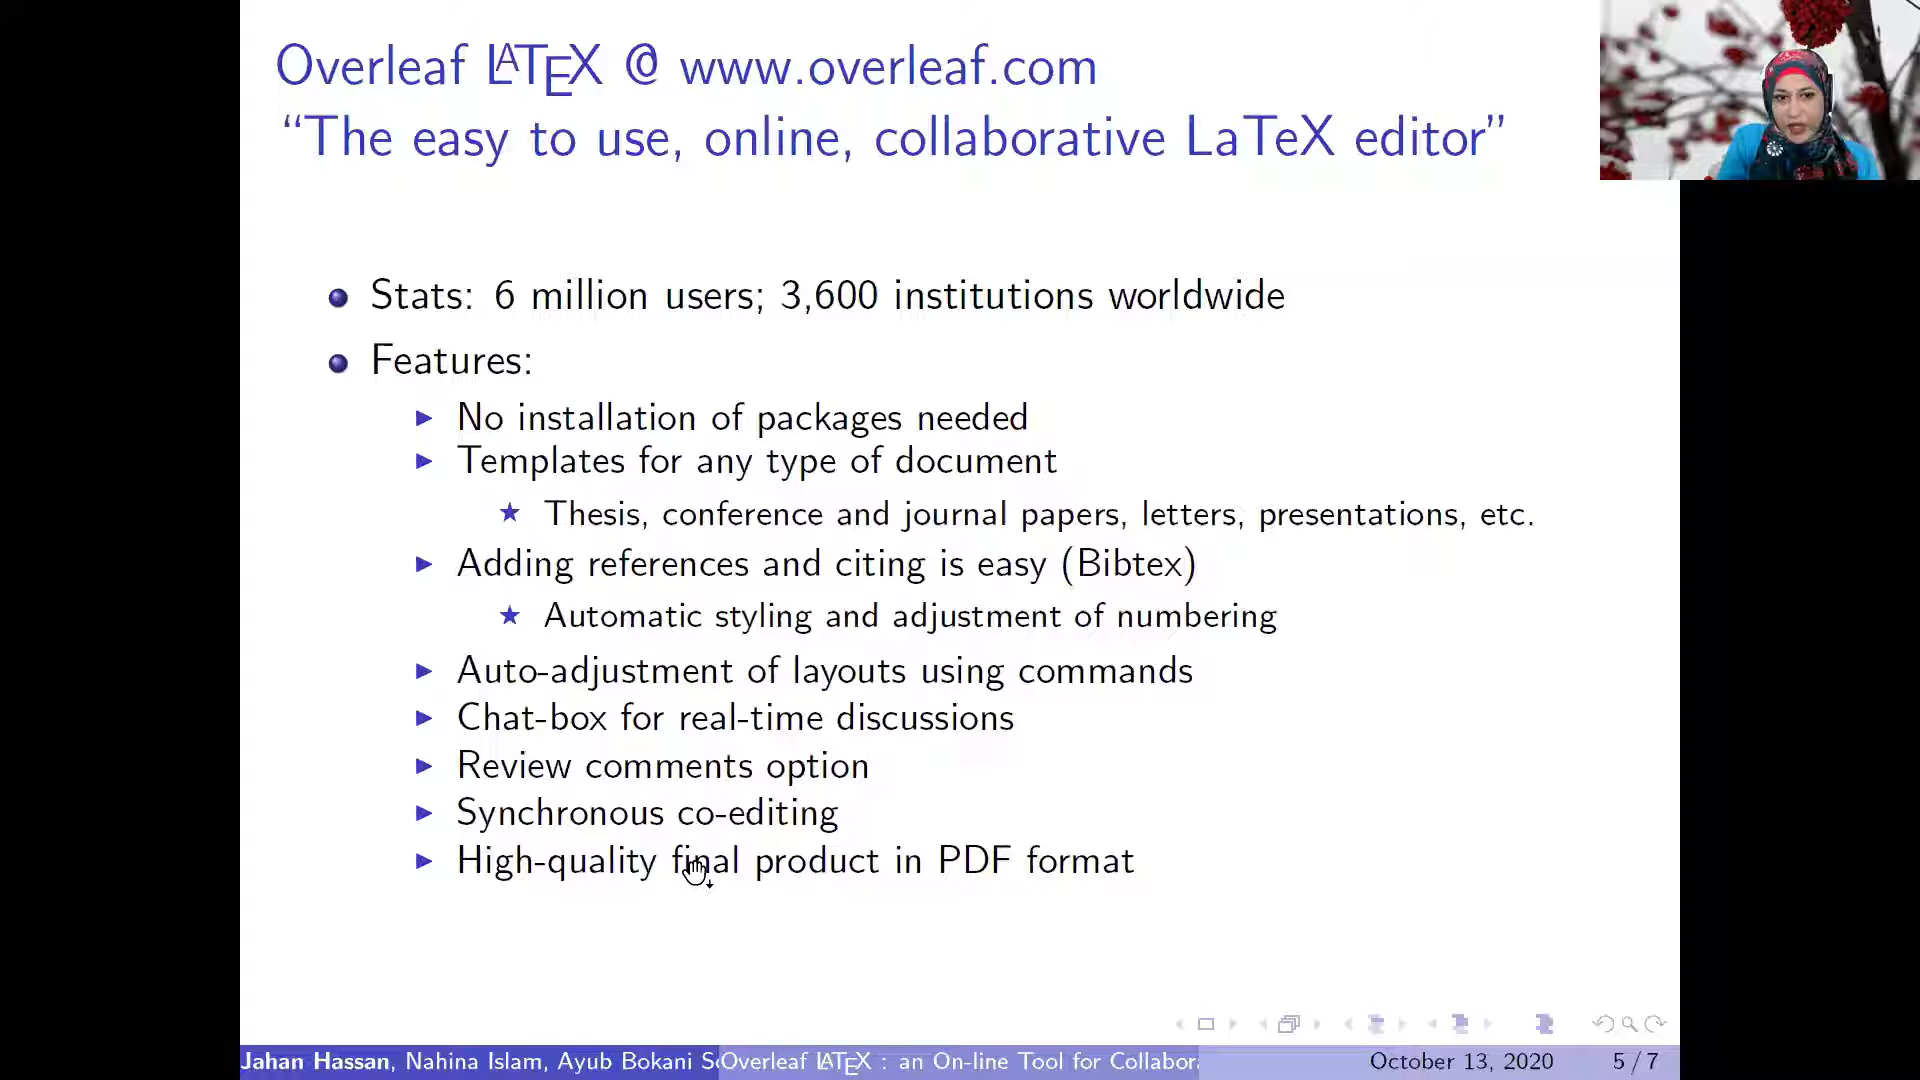 Overleaf LATEX @ www.overleaf.com
“The easy to use, online, collaborative LaTeX editor”
Stats: 6 million users; 3,600 institutions worldwide
Features:
No installation of packages needed
Templates for any type of document
Thesis, conference and journal papers, letters, presentations, etc.
Adding references and citing is easy (Bibtex)
Automatic styling and adjustment of numbering
Auto-adjustment of layouts using commands
Chat-box for real-time discussions
Review comments option
Synchronous co-editing
High-quality final product in PDF format
Jahan Hassan, Nahina Islam, Ayub Bokani Overleaf LATEX : an On-line Tool for October 13, 2020 5 / 7